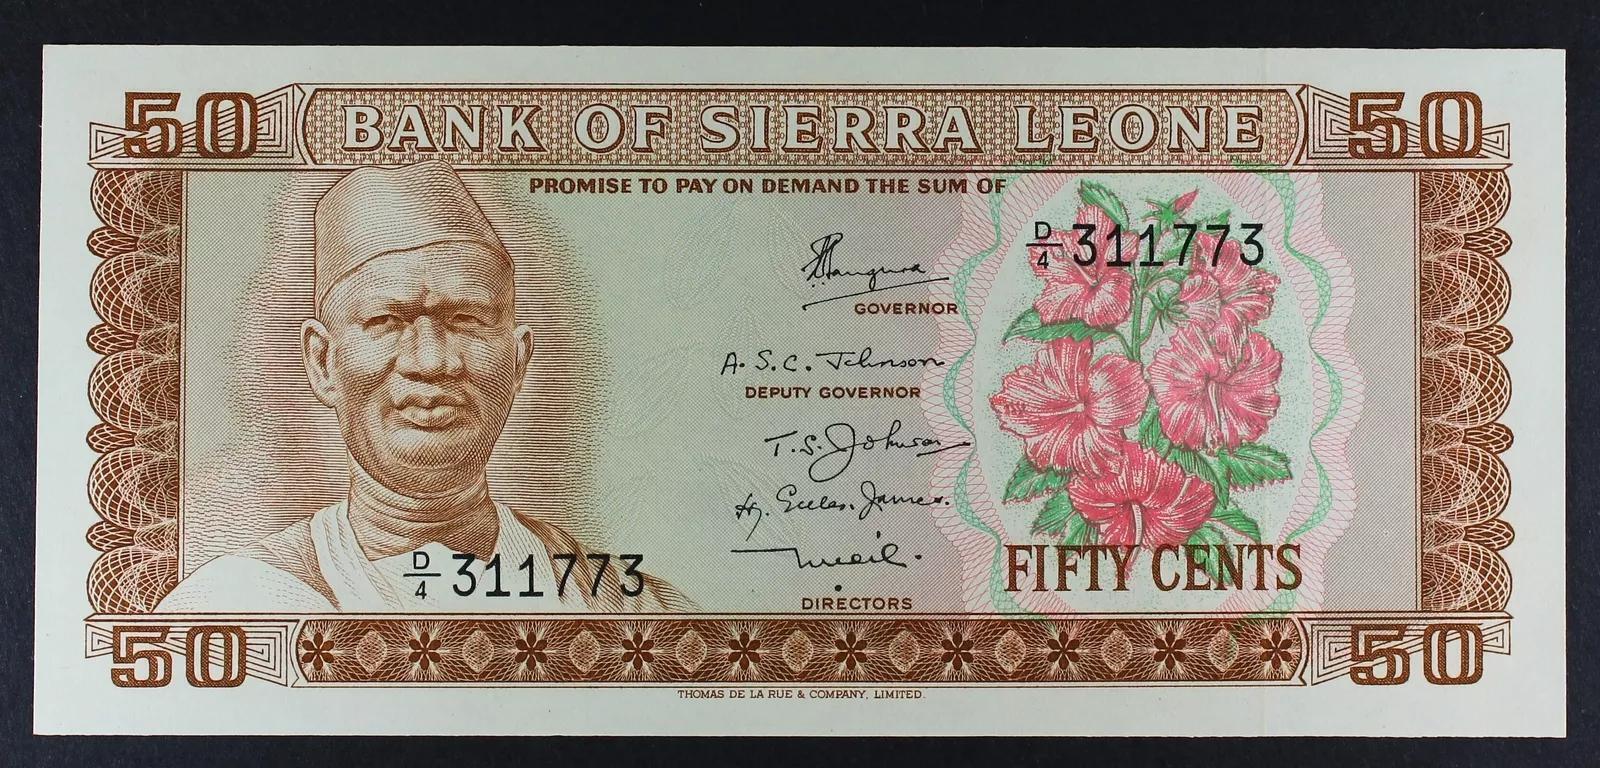 50 BANK OF SIERRA LEONE 50
PROMISE TO PAY ON DEMAND THE SUM OF
D/4 311773
GOVERNOR
A. S. C. Johnson
DEPUTY GOVERNOR
T. S. Johnson
D/4 311773
FIFTY CENTS
DIRECTORS
50 50
THOMAS DE LA RUE & COMPANY, LIMITED.